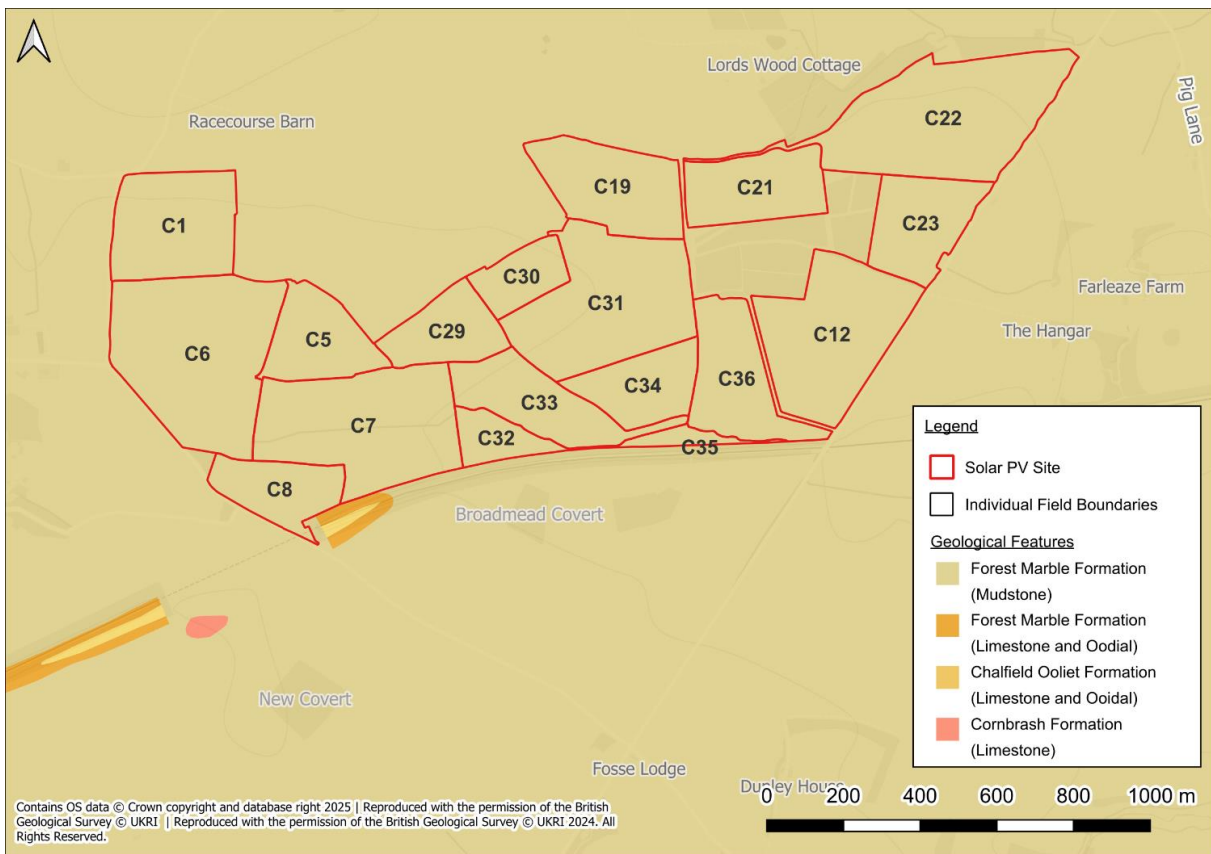 Lords Wood Cottage
Pig Lane
Racecourse Barn
C22
C19
C21
C1
C23
C30
C31
Farleaze Farm
C29
The Hangar
C5
C12
C6
C34
C36
C33
C7
C32
C35
C8
Broadmead Covert
New Covert
Fosse Lodge
Dunley House
Legend
Solar PV Site
Individual Field Boundaries
Geological Features
Forest Marble Formation
(Mudstone)
Forest Marble Formation
(Limestone and Oodial)
Chalfield Ooliet Formation
(Limestone and Ooidal)
Cornbrash Formation
(Limestone)
0 200 400 600 800 1000 m
Contains OS data © Crown copyright and database right 2025 | Reproduced with the permission of the British
Geological Survey © UKRI | Reproduced with the permission of the British Geological Survey © UKRI 2024. All
Rights Reserved.